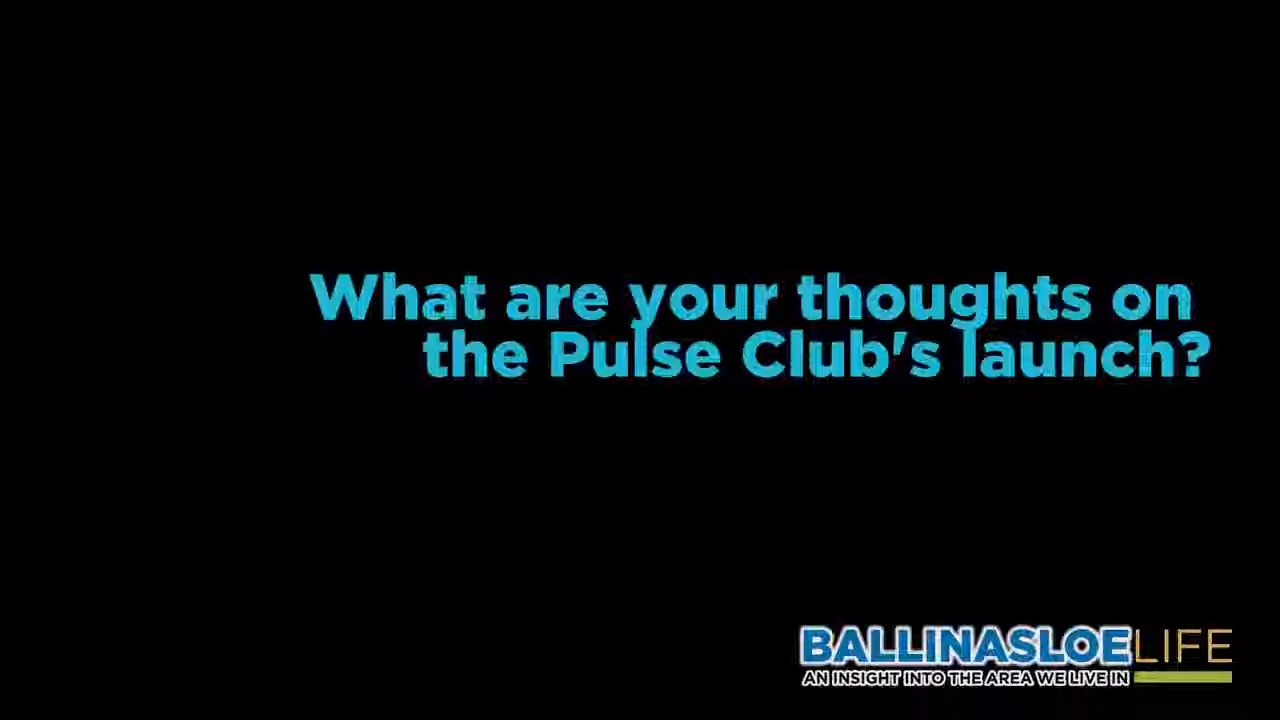 What are your thoughts on
the Pulse Club's launch?
BALLINASLOELIFE
AN INSIGHT INTO THE AREA WE LIVE IN